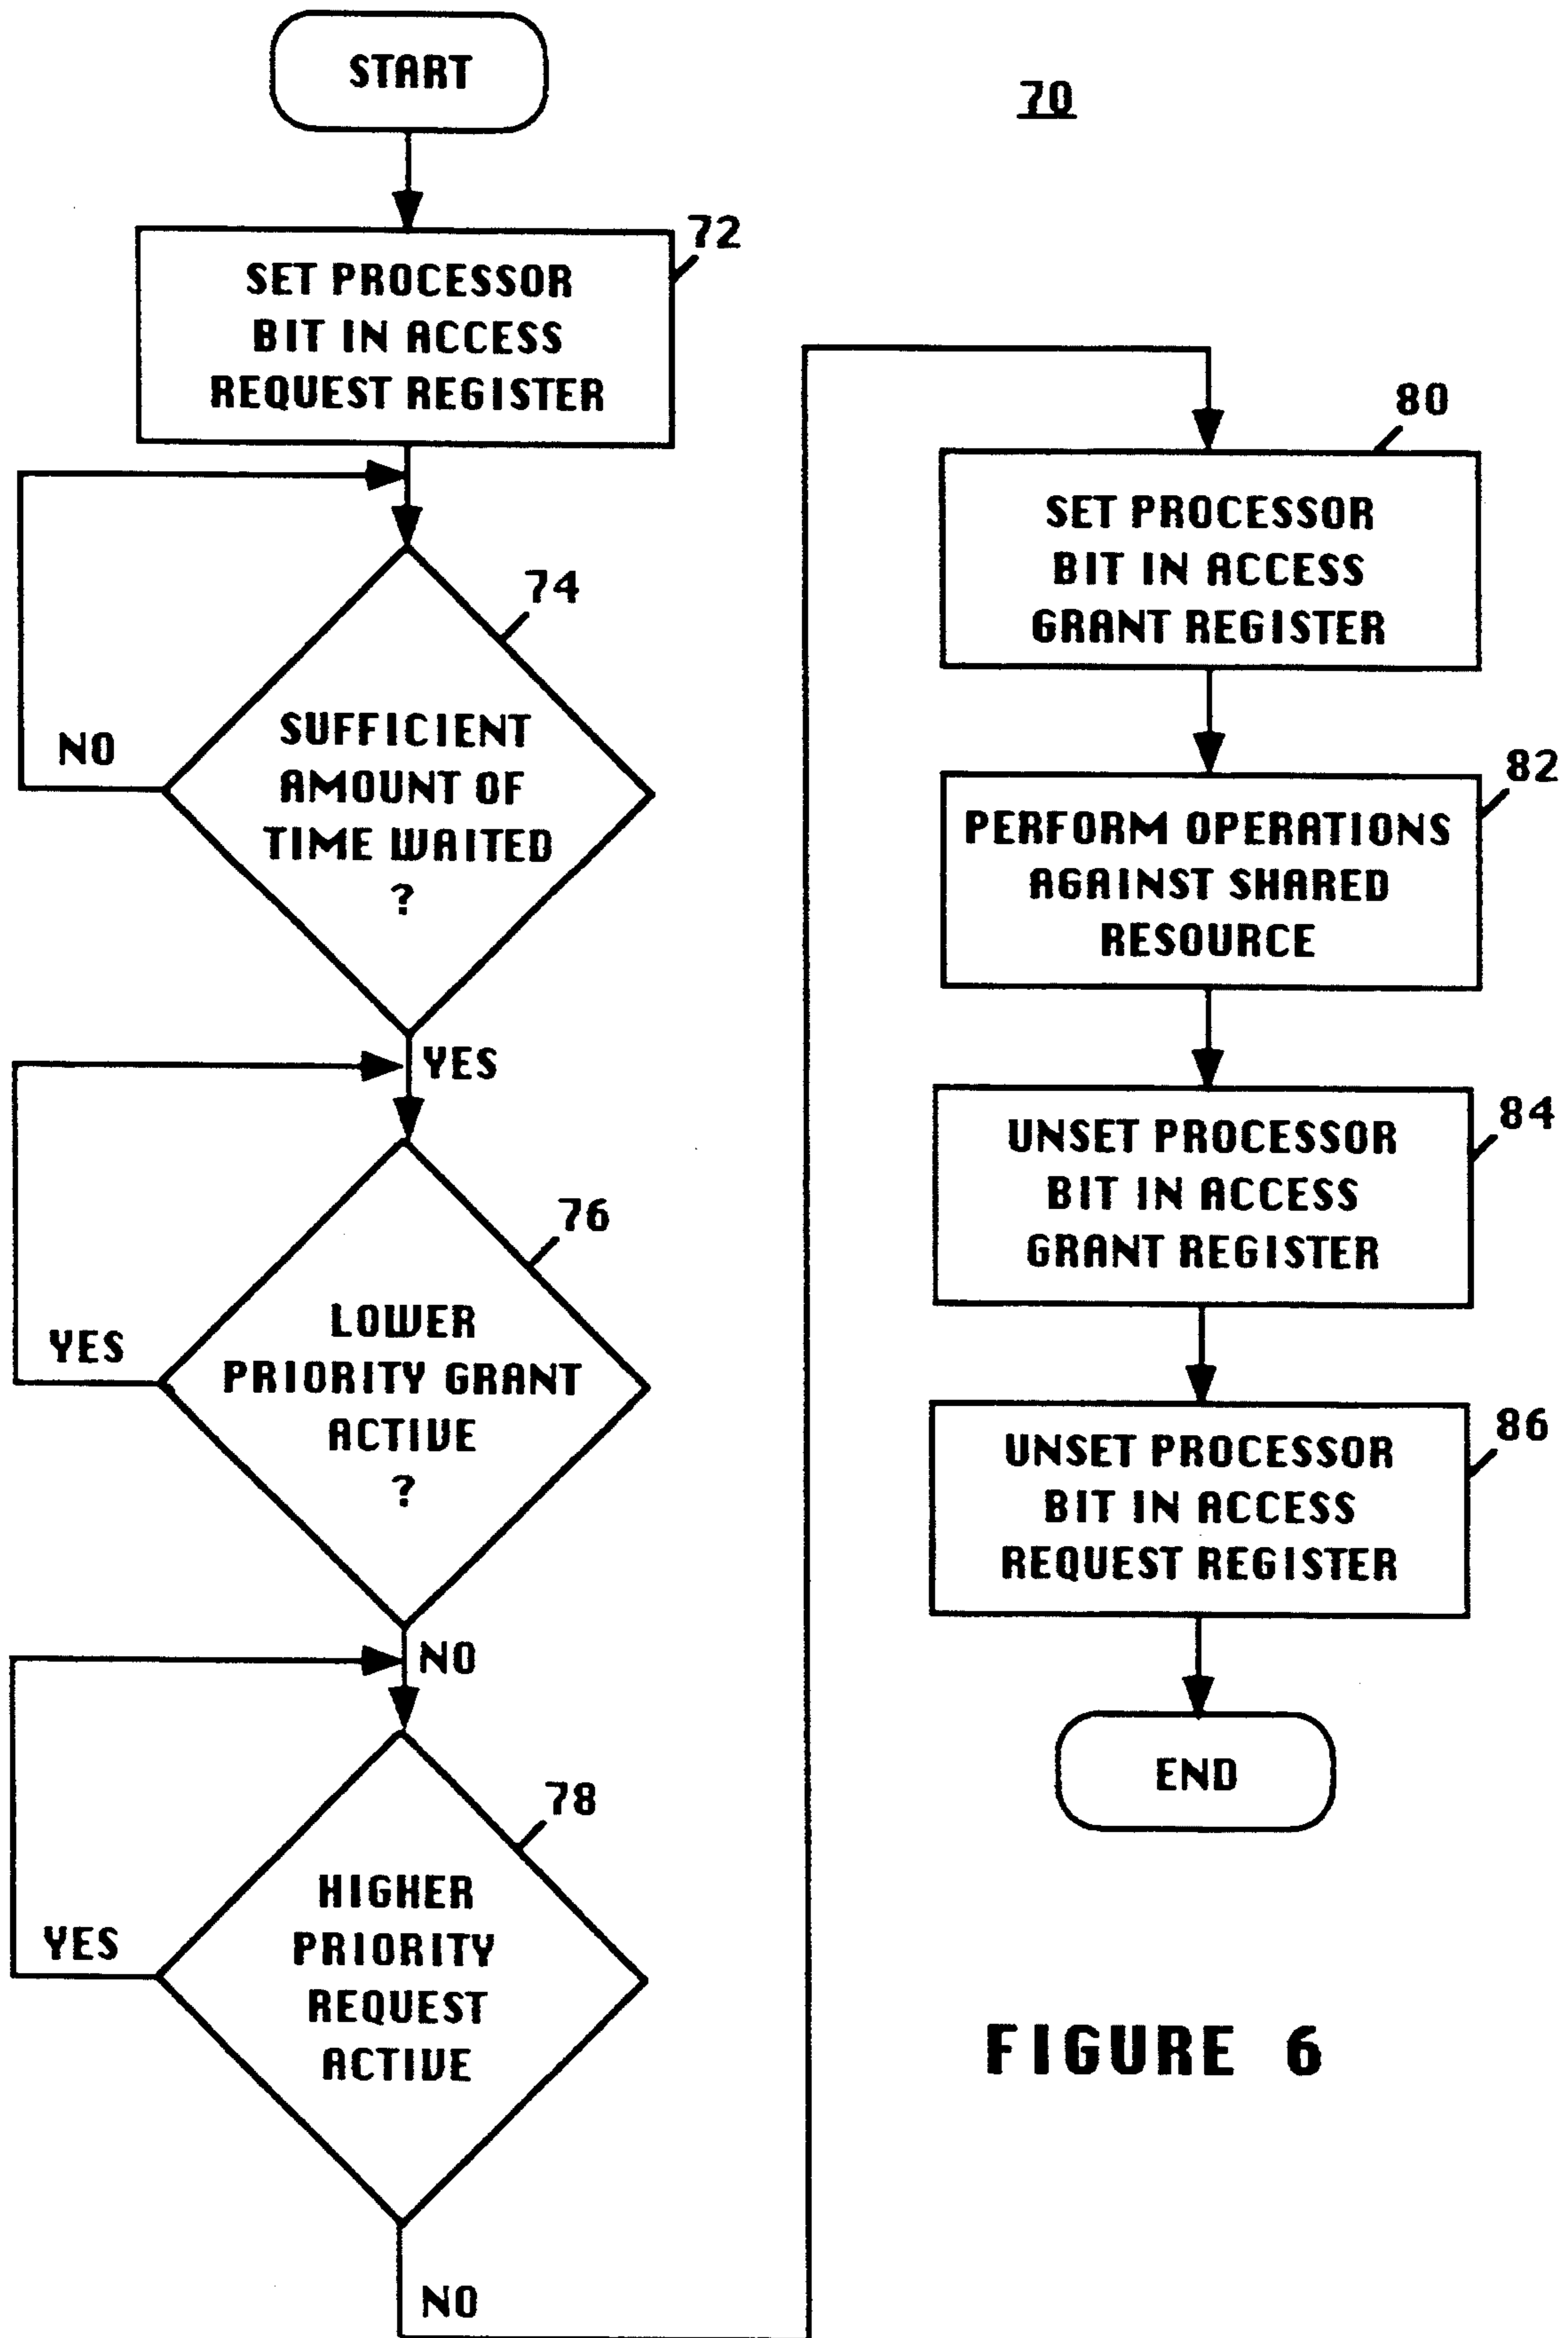 START
70
72
SET PROCESSOR
BIT IN ACCESS
REQUEST REGISTER
74
SUFFICIENT
AMOUNT OF
TIME WAITED
?
NO
YES
76
LOWER
PRIORITY GRANT
ACTIVE
?
YES
NO
78
HIGHER
PRIORITY
REQUEST
ACTIVE
YES
NO
80
SET PROCESSOR
BIT IN ACCESS
GRANT REGISTER
82
PERFORM OPERATIONS
AGAINST SHARED
RESOURCE
84
UNSET PROCESSOR
BIT IN ACCESS
GRANT REGISTER
86
UNSET PROCESSOR
BIT IN ACCESS
REQUEST REGISTER
END
FIGURE 6